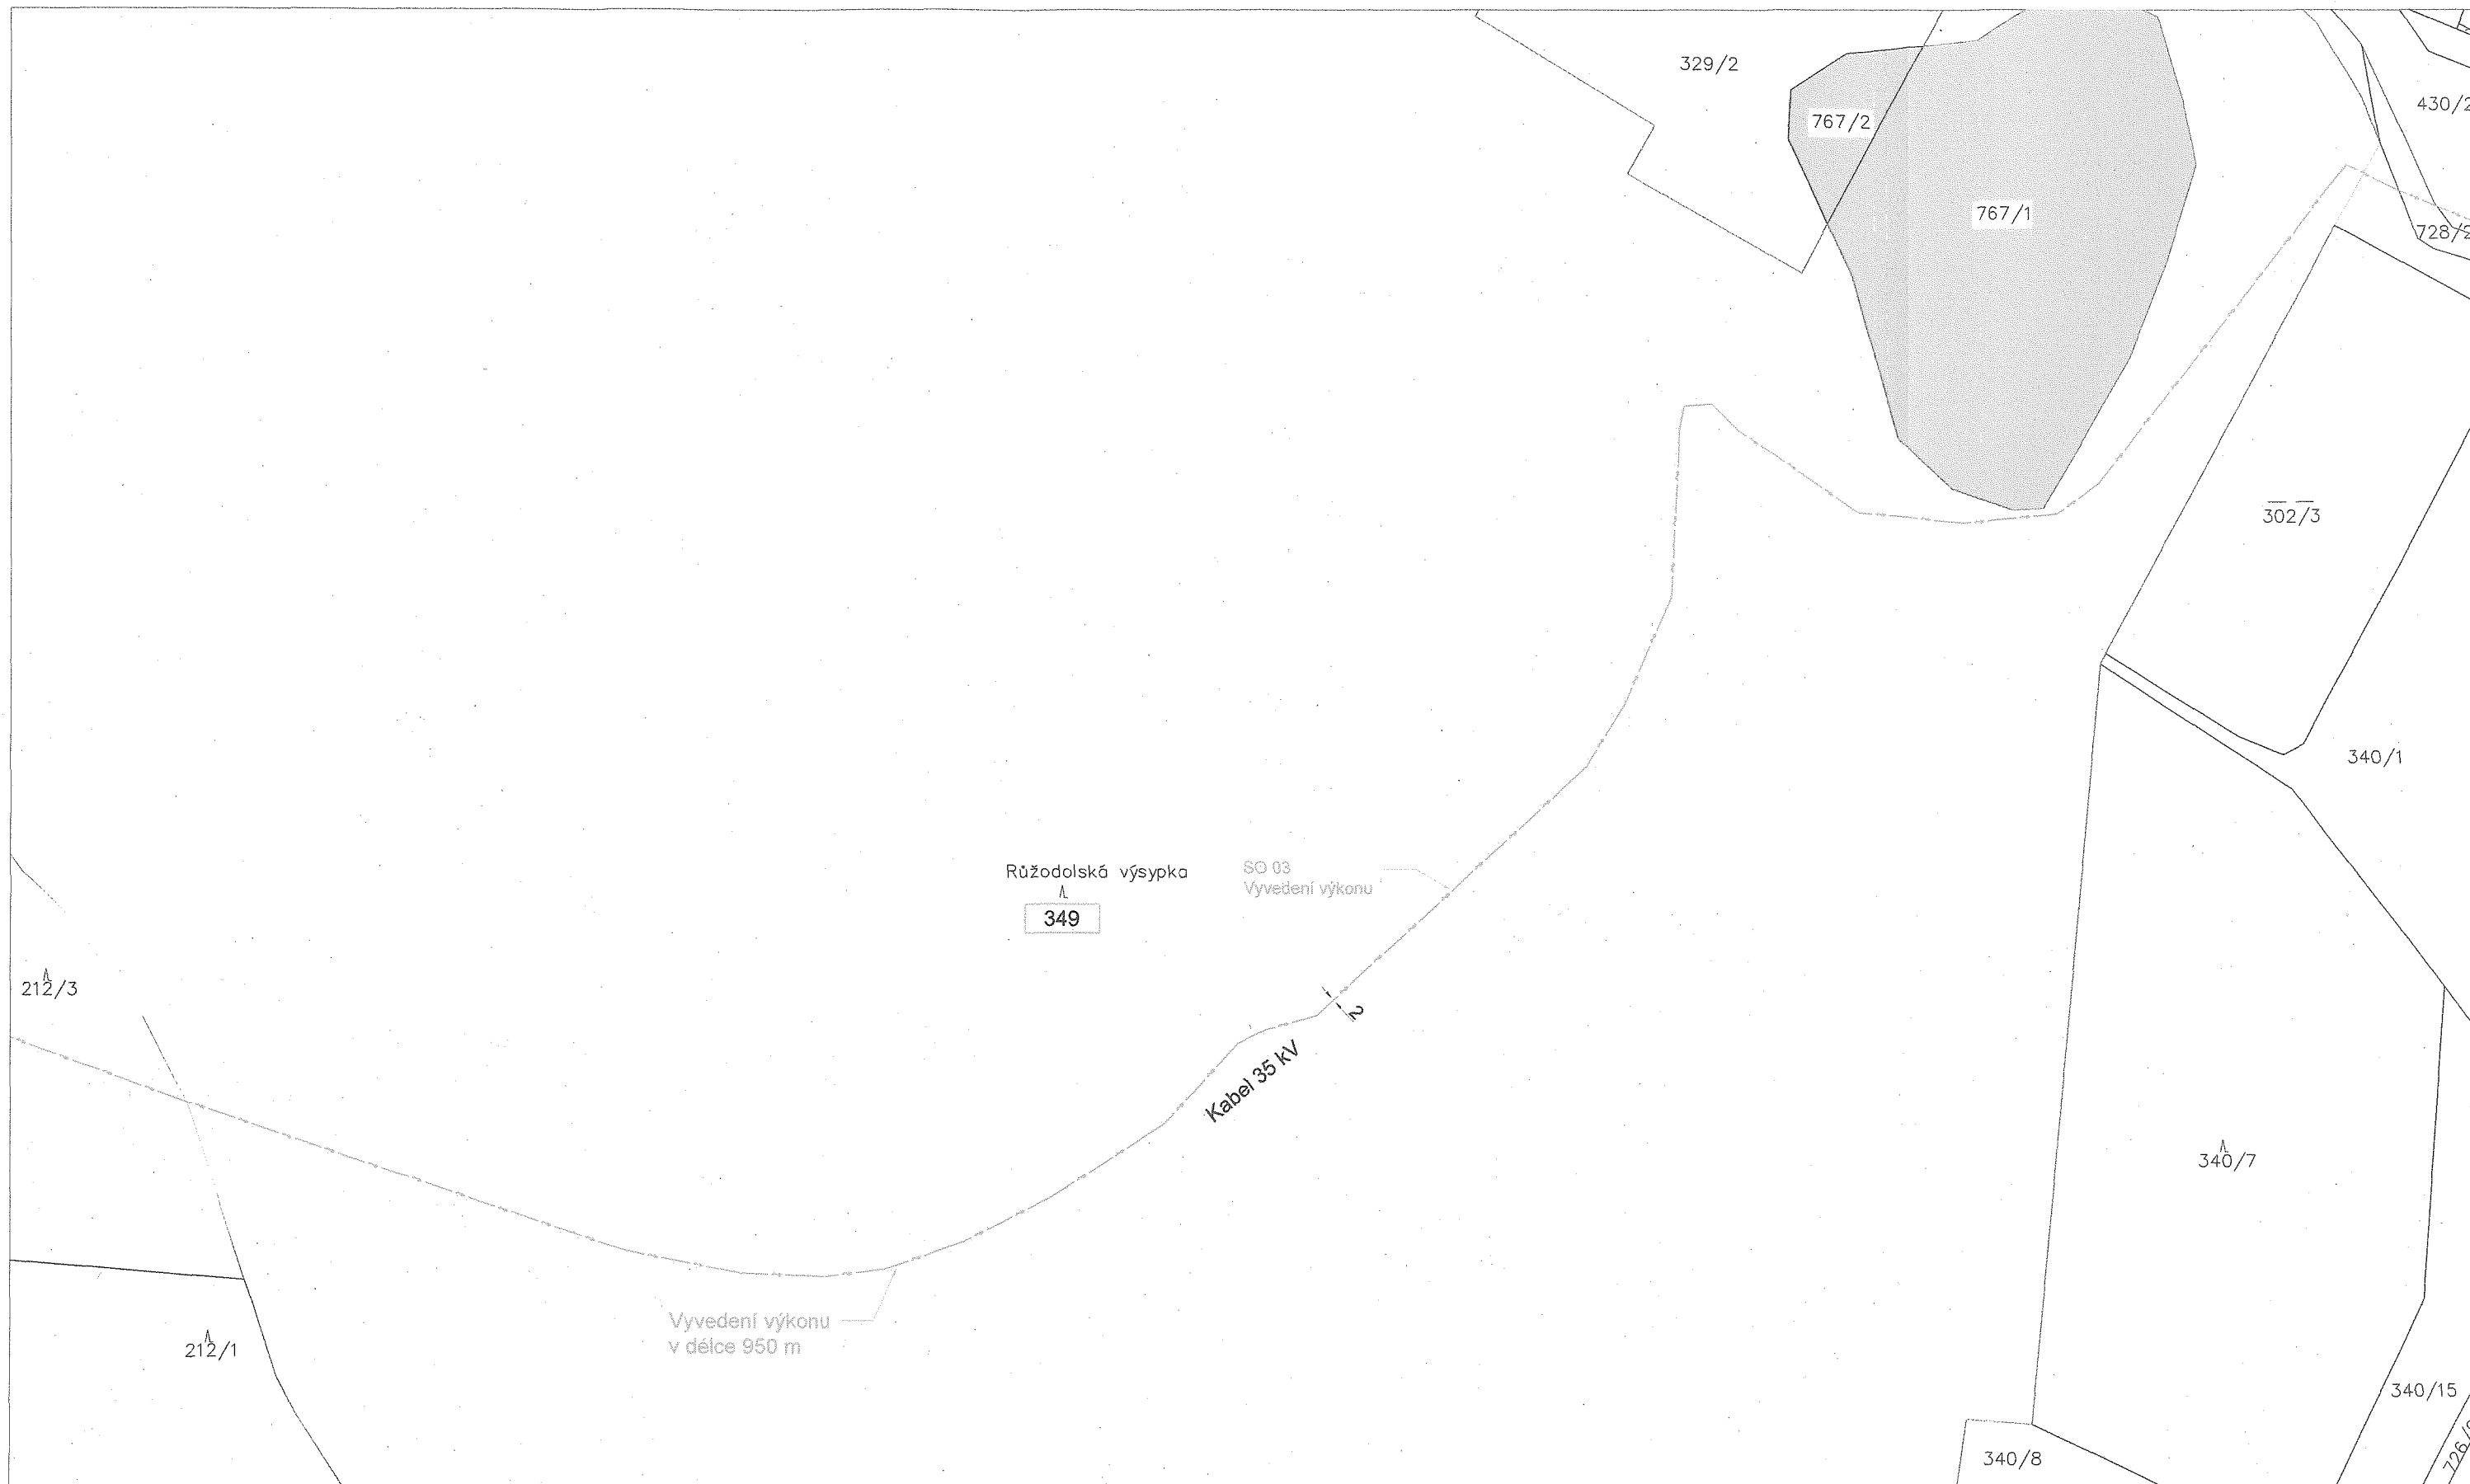 329/2
430/2
767/2
767/1
728/2
302/3
340/1
Růžodolská výsypka
349
SO 03
Vyvedení výkonu
212/3
2
Kabel 35 kV
340/7
Vyvedení výkonu
v délce 950 m
212/1
340/15
340/8